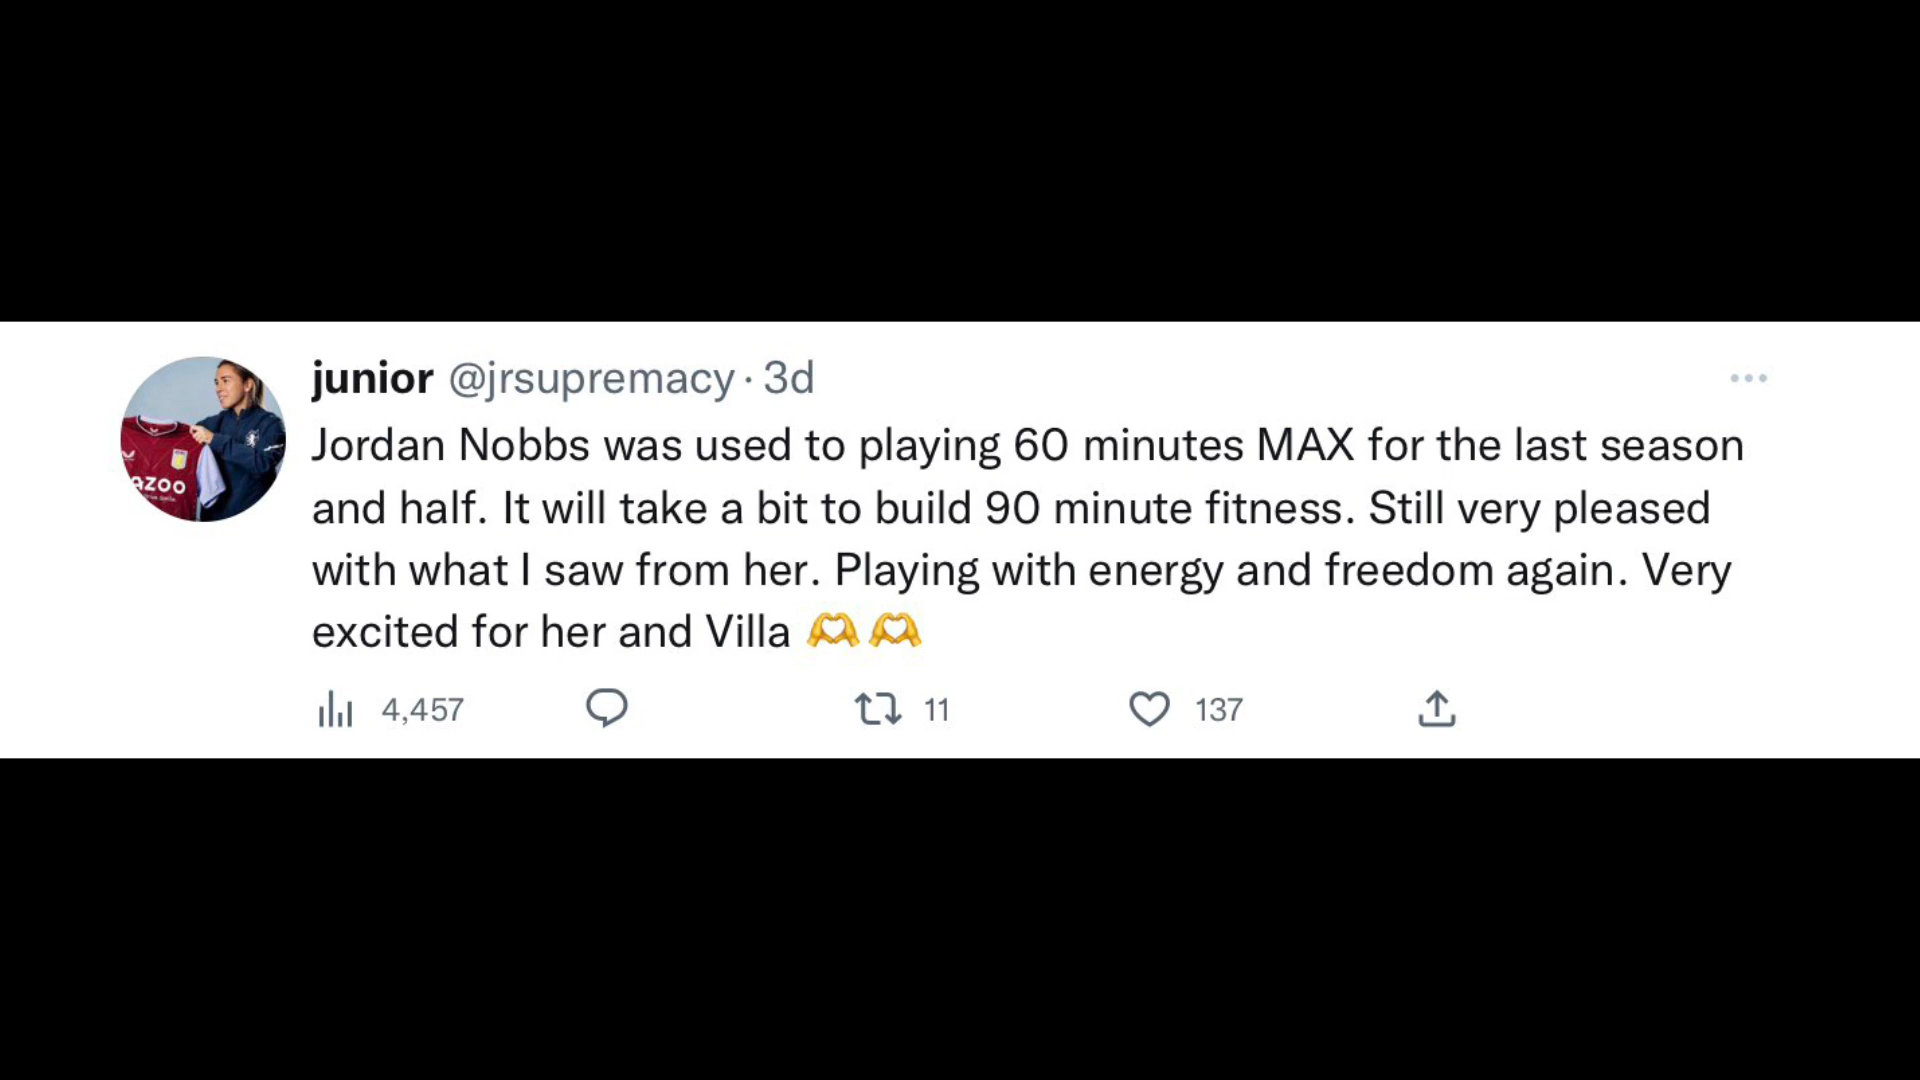 junior @jrsupremacy · 3d
Jordan Nobbs was used to playing 60 minutes MAX for the last season
and half. It will take a bit to build 90 minute fitness. Still very pleased
with what I saw from her. Playing with energy and freedom again. Very
excited for her and Villa 🫶🫶
4,457 11 137
AZOO